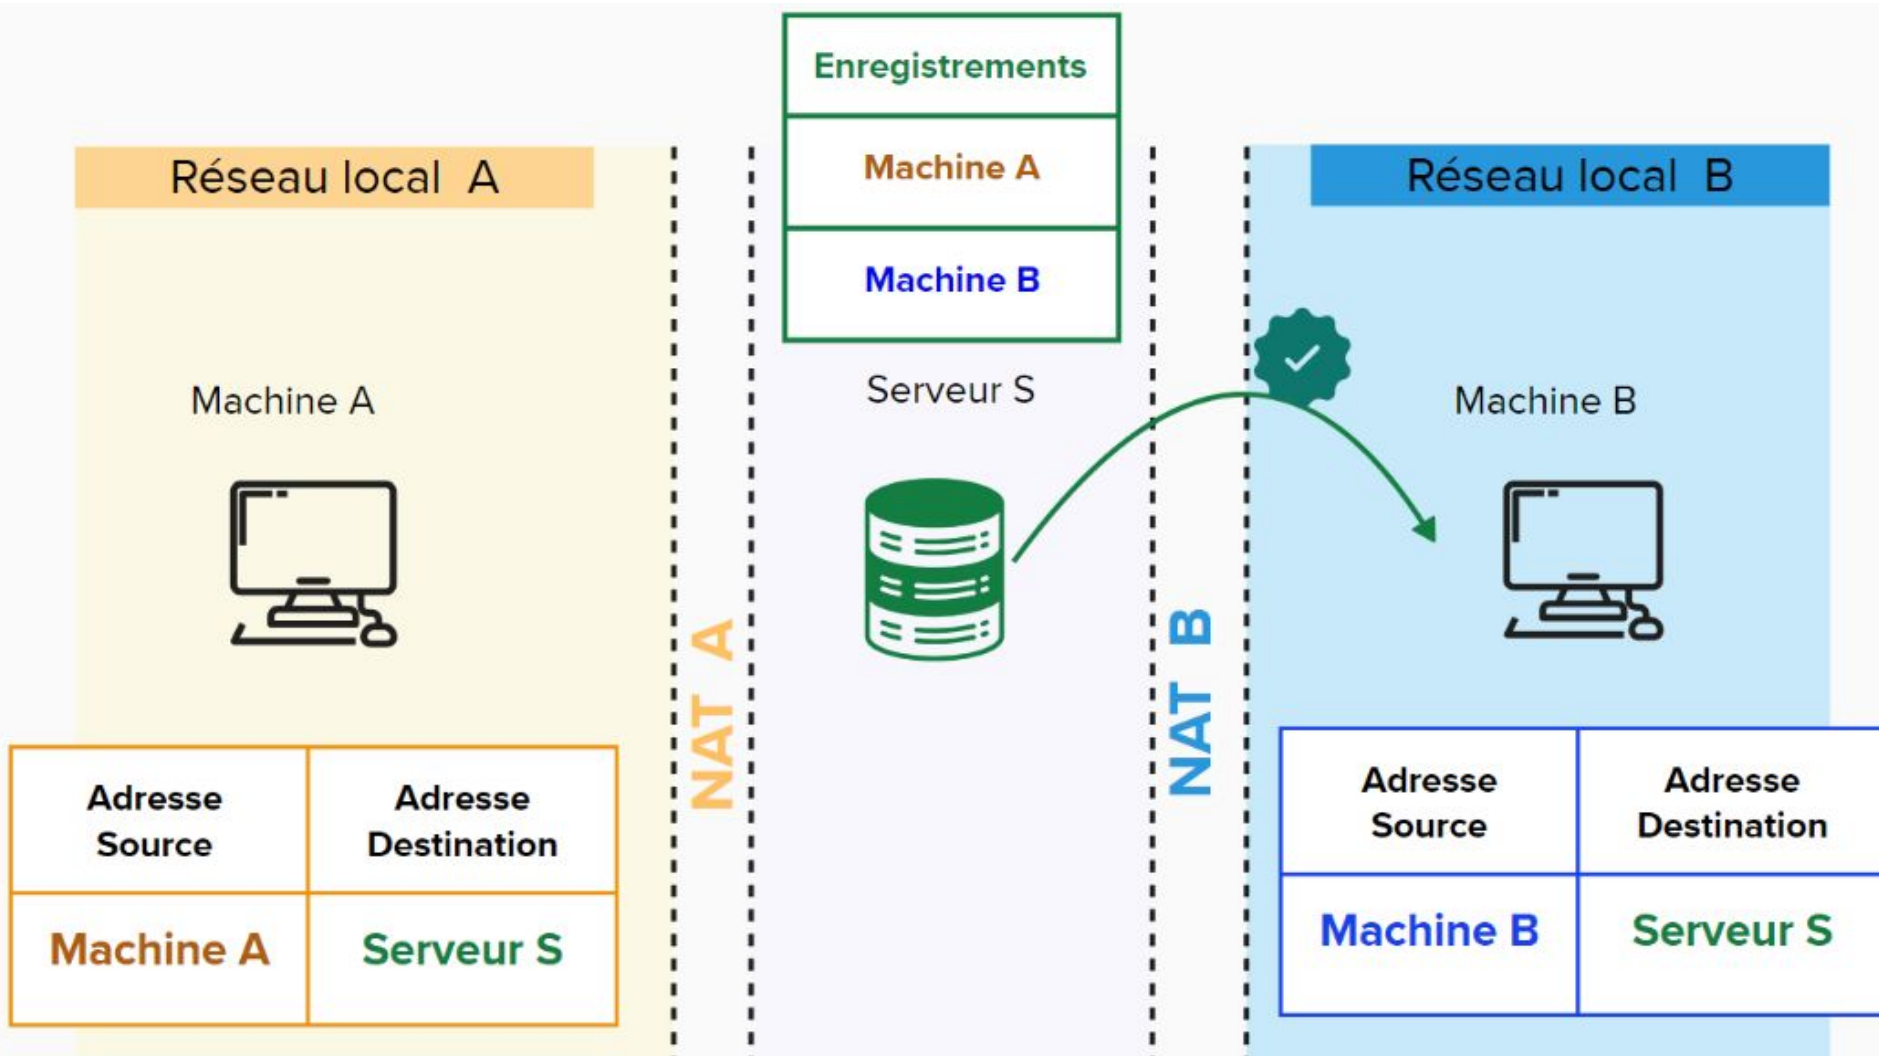 Enregistrements
Machine A
Machine B
Réseau local A
Réseau local B
Machine A
Serveur S
Machine B
NAT A
NAT B
Adresse
Source
Adresse
Destination
Machine A
Serveur S
Adresse
Source
Adresse
Destination
Machine B
Serveur S